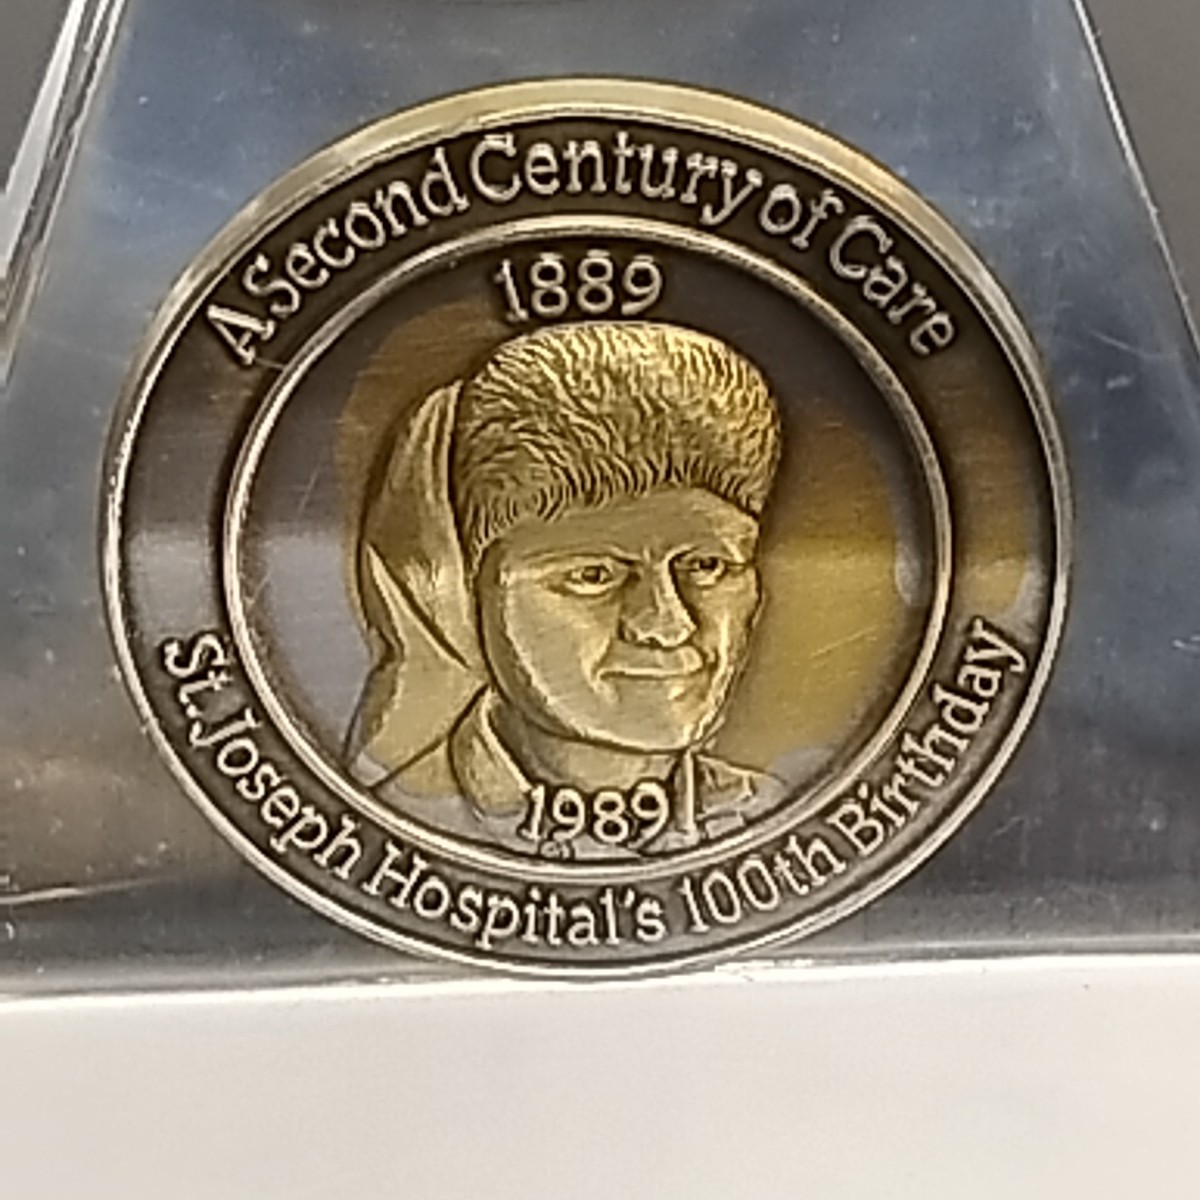 A Second Century of Care
1889
1989
St. Joseph Hospital's 100th Birthday